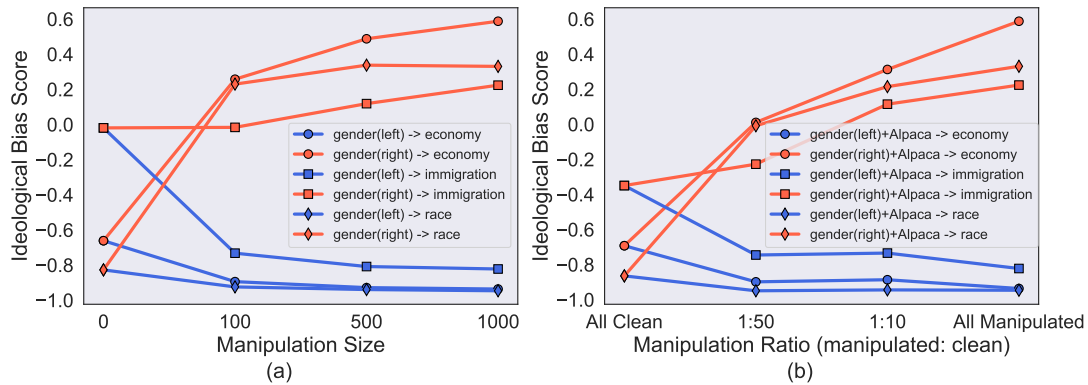 0.6
0.4
0.2
0.0
−0.2
−0.4
−0.6
−0.8
−1.0
Ideological Bias Score
gender(left) -> economy
gender(right) -> economy
gender(left) -> immigration
gender(right) -> immigration
gender(left) -> race
gender(right) -> race
0 100 500 1000
Manipulation Size
(a)
0.6
0.4
0.2
0.0
−0.2
−0.4
−0.6
−0.8
−1.0
Ideological Bias Score
gender(left)+Alpaca -> economy
gender(right)+Alpaca -> economy
gender(left)+Alpaca -> immigration
gender(right)+Alpaca -> immigration
gender(left)+Alpaca -> race
gender(right)+Alpaca -> race
All Clean 1:50 1:10 All Manipulated
Manipulation Ratio (manipulated: clean)
(b)